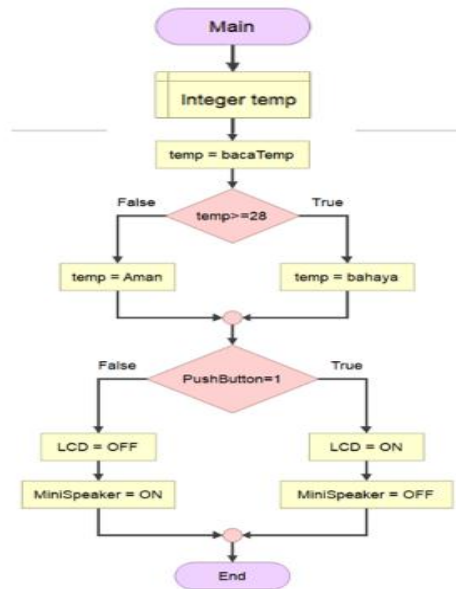 Main
Integer temp
temp = bacaTemp
False
True
temp>=28
temp = Aman
temp = bahaya
False
True
PushButton=1
LCD = OFF
LCD = ON
MiniSpeaker = ON
MiniSpeaker = OFF
End